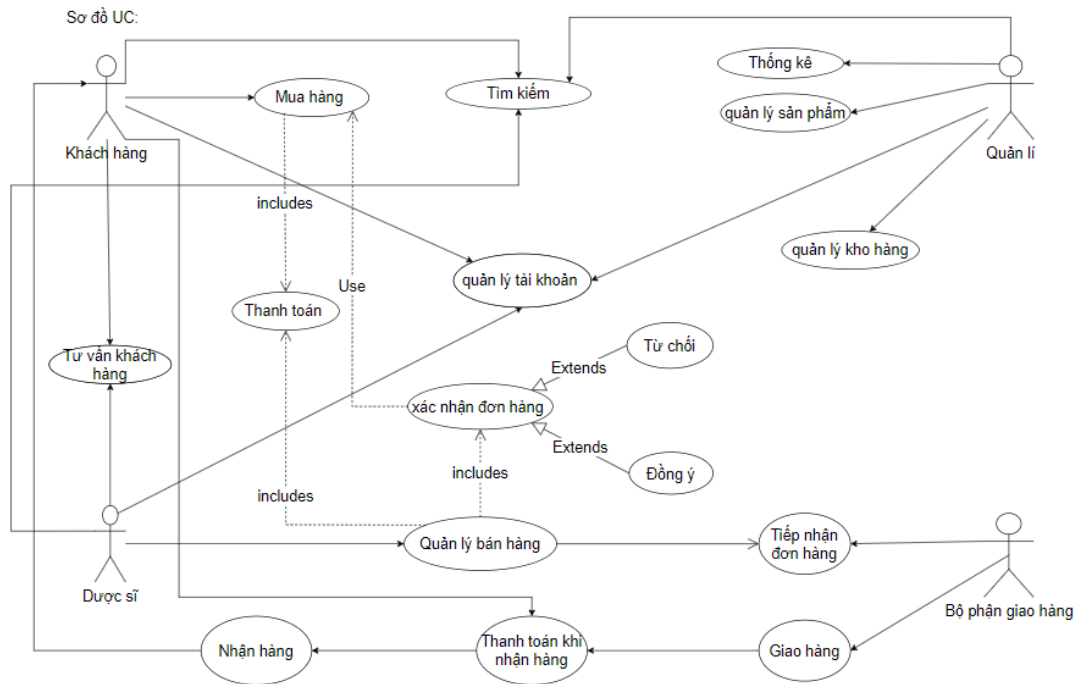 Sơ đồ UC:
Thống kê
Mua hàng
Tìm kiếm
quản lý sản phẩm
Khách hàng
Quản lí
includes
quản lý kho hàng
quản lý tài khoản
Use
Thanh toán
Từ chối
Tư vấn khách
hàng
Extends
xác nhận đơn hàng
Extends
includes
Đồng ý
includes
Quản lý bán hàng
Tiếp nhận
đơn hàng
Dược sĩ
Bộ phận giao hàng
Nhận hàng
Thanh toán khi
nhận hàng
Giao hàng